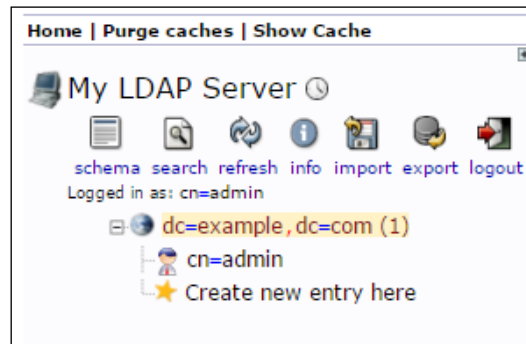 Home | Purge caches | Show Cache
My LDAP Server
schema search refresh info import export logout
Logged in as: cn=admin
dc=example,dc=com (1)
cn=admin
Create new entry here